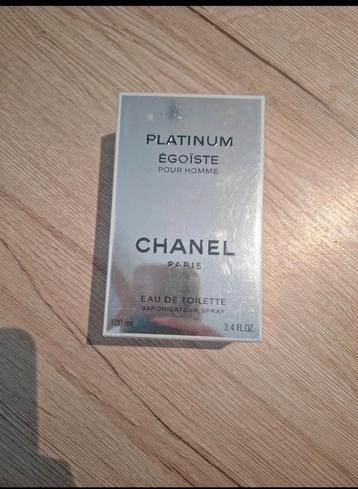 PLATINUM
ÉGOÏSTE
POUR HOMME
CHANEL
PARIS
EAU DE TOILETTE
VAPORISATEUR SPRAY
100 ml 3.4 FL.OZ.